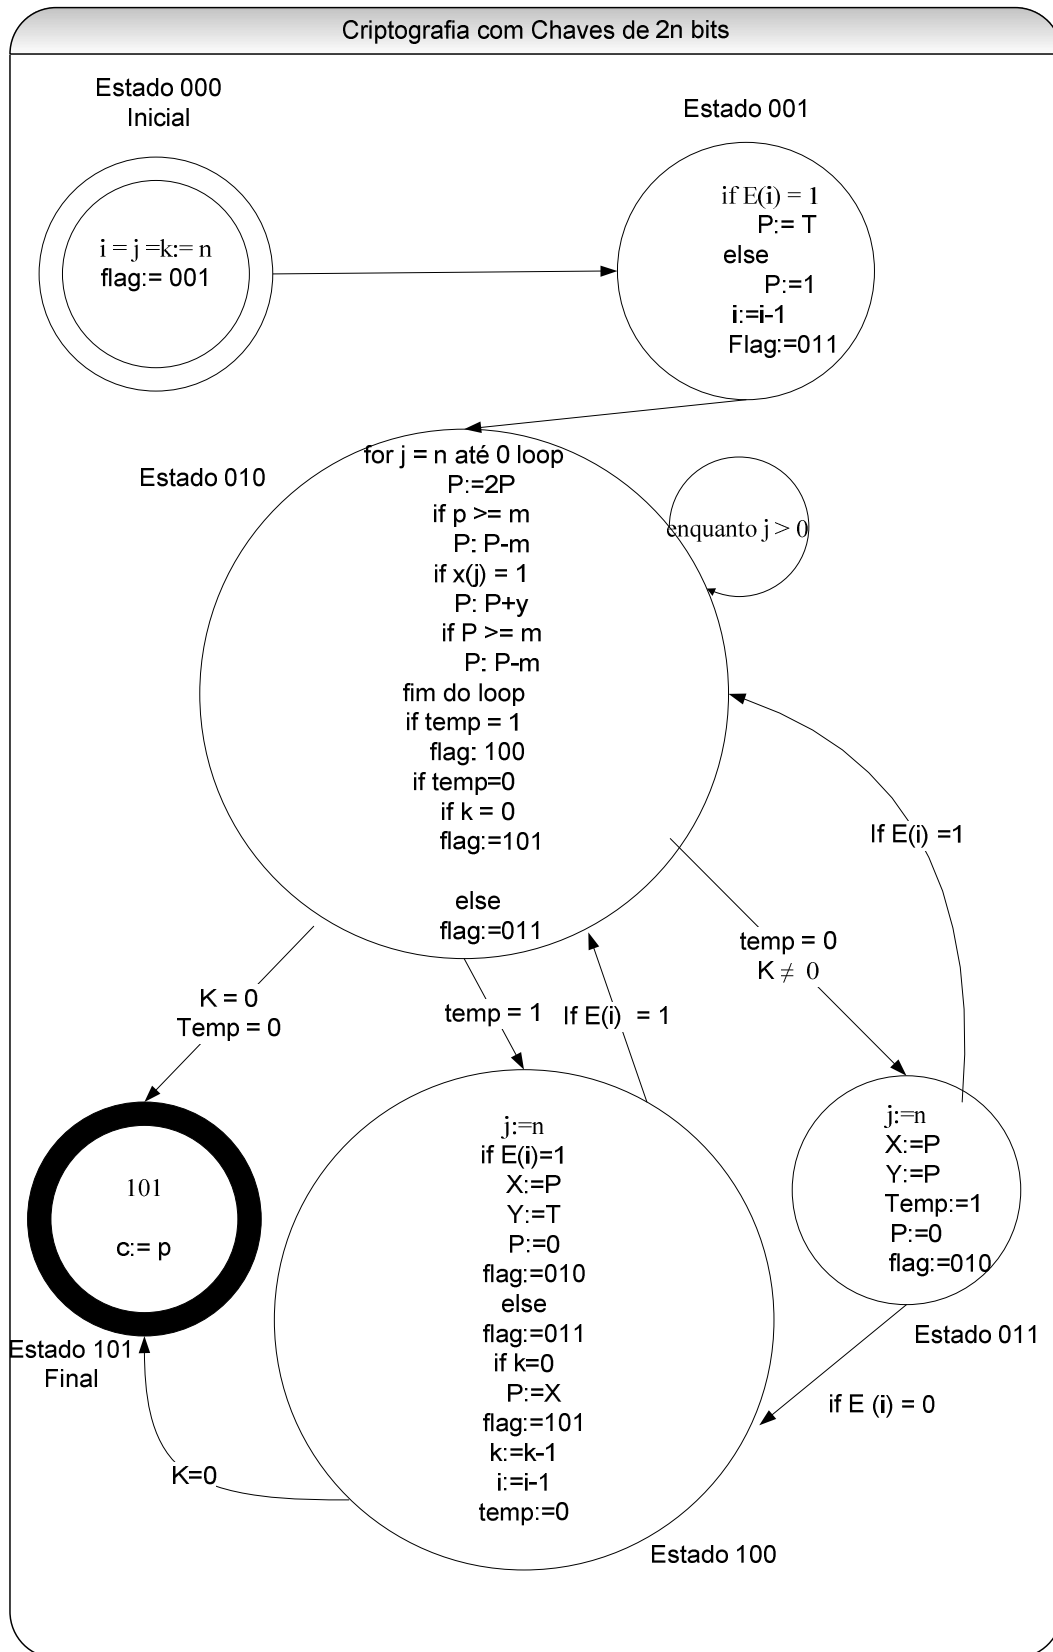 Criptografia com Chaves de 2n bits
Estado 000
Inicial
i = j =k:= n
flag:= 001
Estado 001
if E(i) = 1
P:= T
else
P:=1
i:=i-1
Flag:=011
Estado 010
for j = n até 0 loop
P:=2P
if p >= m
P: P-m
if x(j) = 1
P: P+y
if P >= m
P: P-m
fim do loop
if temp = 1
flag: 100
if temp=0
if k = 0
flag:=101
else
flag:=011
enquanto j > 0
If E(i) =1
temp = 0
K ≠ 0
K = 0
Temp = 0
temp = 1
If E(i) = 1
101
c:= p
Estado 101
Final
j:=n
if E(i)=1
X:=P
Y:=T
P:=0
flag:=010
else
flag:=011
if k=0
P:=X
flag:=101
k:=k-1
i:=i-1
temp:=0
Estado 100
j:=n
X:=P
Y:=P
Temp:=1
P:=0
flag:=010
Estado 011
if E (i) = 0
K=0